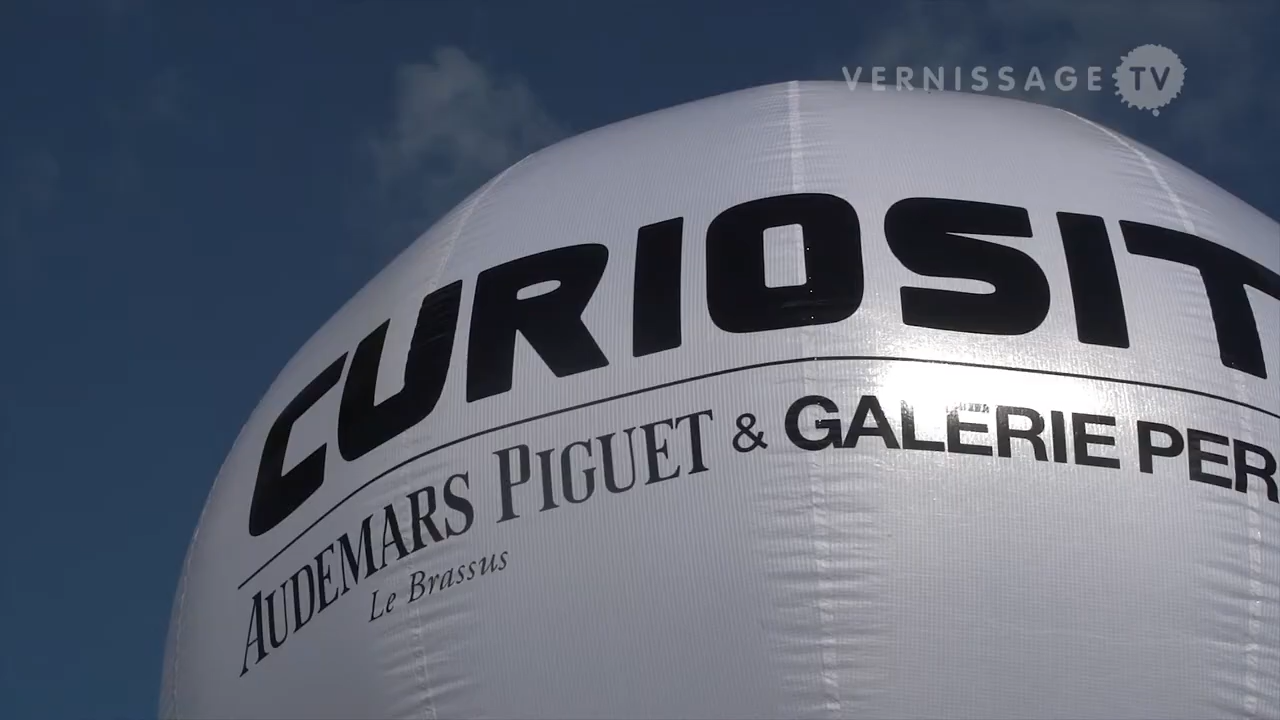 VERNISSAGE TV
CURIOSIT
AUDEMARS PIGUET & GALERIE PER
Le Brassus